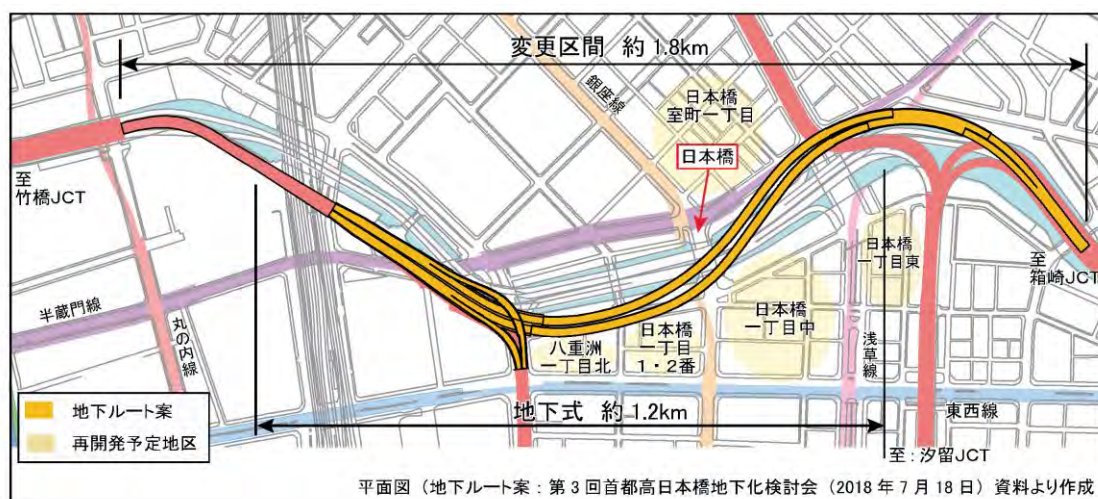 変更区間 約1.8km
銀座線
日本橋
室町一丁目
日本橋
至
竹橋JCT
半蔵門線
丸の内線
日本橋
一丁目東
至
箱崎JCT
日本橋
一丁目中
日本橋
一丁目
1・2番
八重洲
一丁目北
浅草線
地下ルート案
再開発予定地区
地下式 約1.2km
東西線
至:汐留JCT
平面図(地下ルート案:第3回首都高日本橋地下化検討会(2018年7月18日)資料より作成